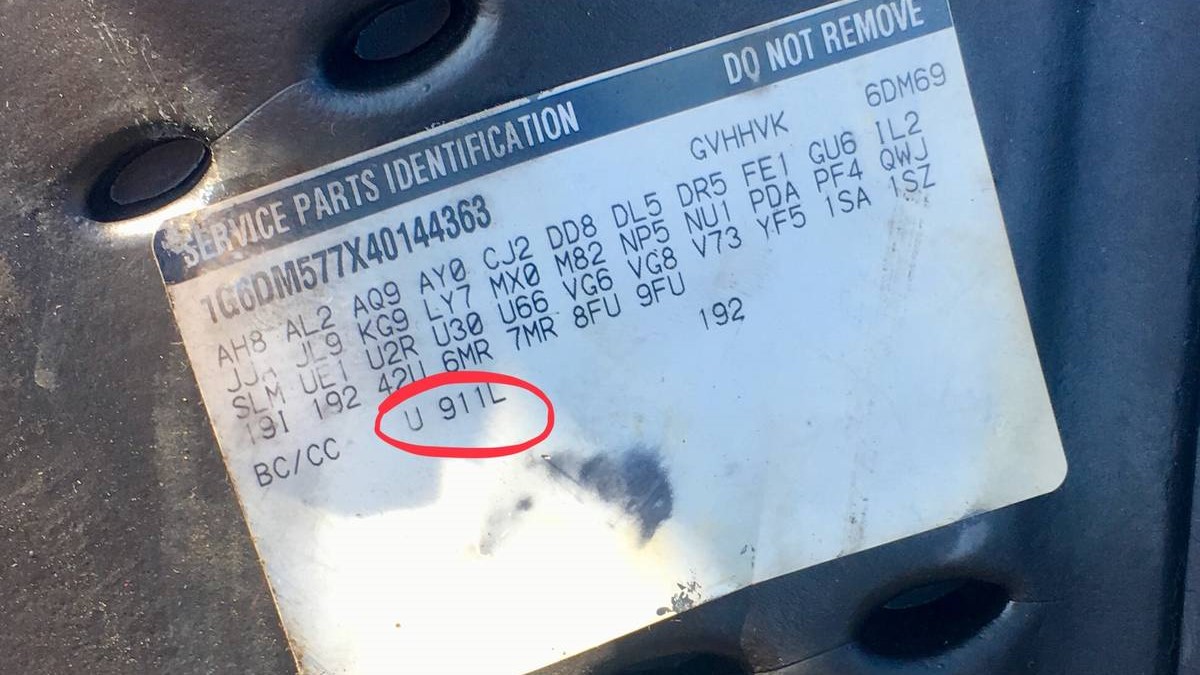 SERVICE PARTS IDENTIFICATION DO NOT REMOVE
1G6DM577X40144363 GVHHVK 6DM69
AH8 AL2 AQ9 AY0 CJ2 DD8 DL5 DR5 FE1 GU6 IL2
JJA JL9 KG9 LY7 MX0 M82 NP5 NU1 PDA PF4 QWJ
SLM UE1 U2R U30 U66 VG6 VG8 V73 YF5 1SA 1SZ
191 192 42U 6MR 7MR 8FU 9FU
BC/CC U 911L 192